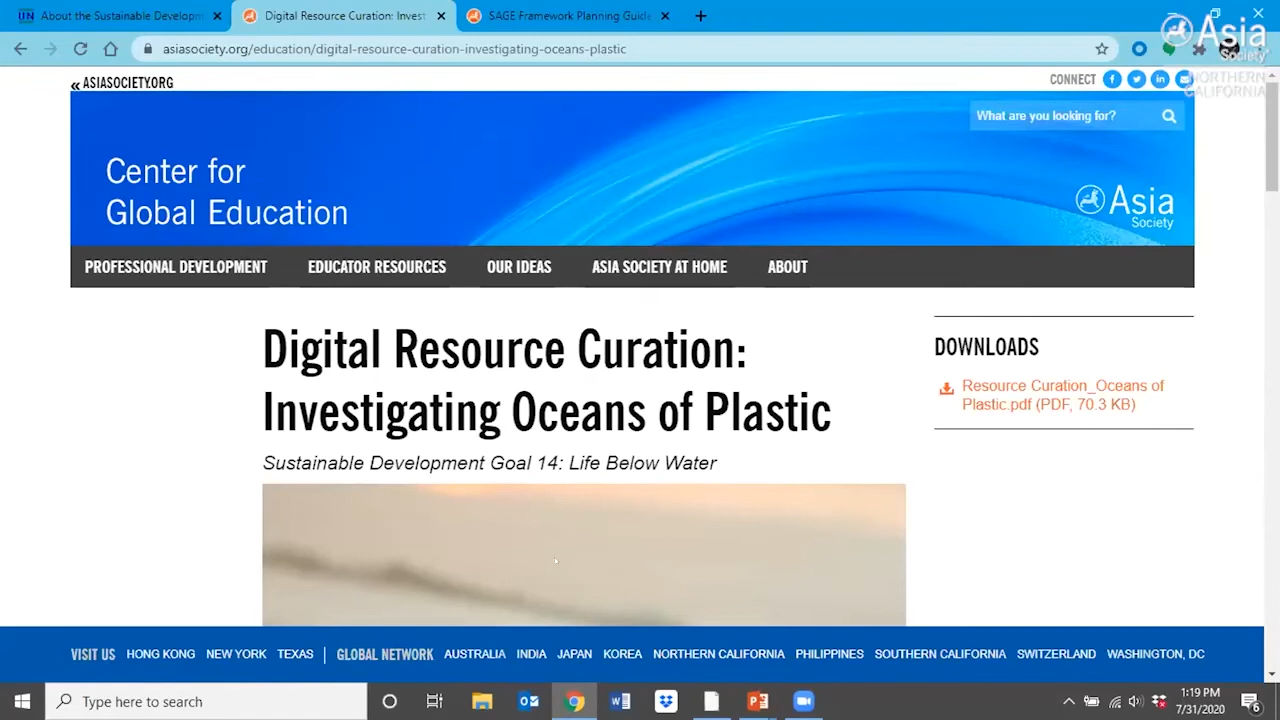 About the Sustainable Developm
Digital Resource Curation: Invest
SAGE Framework Planning Guide
asiasociety.org/education/digital-resource-curation-investigating-oceans-plastic
Asia
Society
NORTHERN
CALIFORNIA
« ASIASOCIETY.ORG
CONNECT
What are you looking for?
Center for
Global Education
Asia
Society
PROFESSIONAL DEVELOPMENT EDUCATOR RESOURCES OUR IDEAS ASIA SOCIETY AT HOME ABOUT
Digital Resource Curation:
Investigating Oceans of Plastic
Sustainable Development Goal 14: Life Below Water
DOWNLOADS
Resource Curation_Oceans of
Plastic.pdf (PDF, 70.3 KB)
VISIT US HONG KONG NEW YORK TEXAS | GLOBAL NETWORK AUSTRALIA INDIA JAPAN KOREA NORTHERN CALIFORNIA PHILIPPINES SOUTHERN CALIFORNIA SWITZERLAND WASHINGTON, DC
Type here to search
1:19 PM
7/31/2020
6